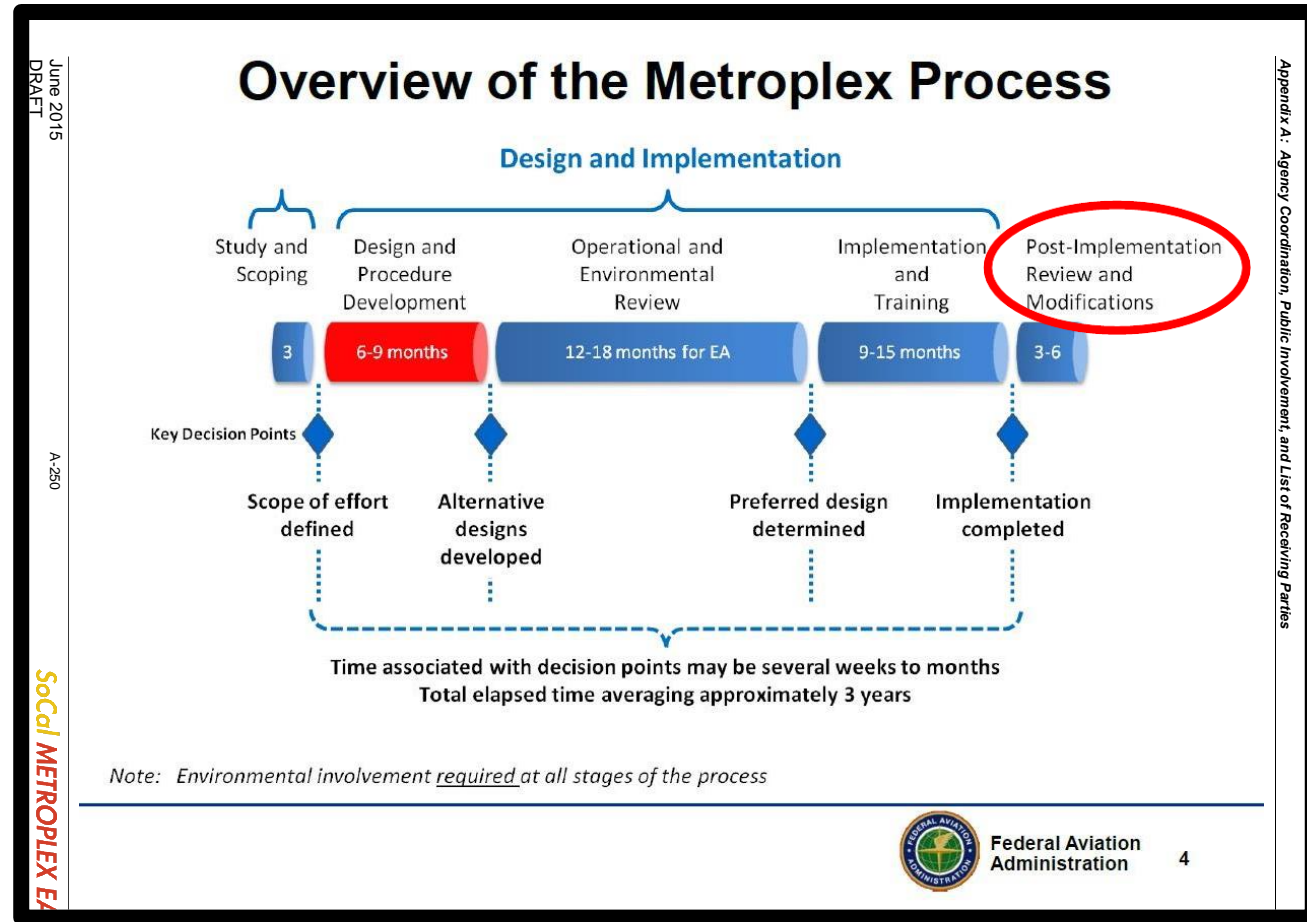 Overview of the Metroplex Process
Design and Implementation
Study and
Scoping
Design and
Procedure
Development
Operational and
Environmental
Review
Implementation
and
Training
Post-Implementation
Review and
Modifications
3
6-9 months
12-18 months for EA
9-15 months
3-6
Key Decision Points
Scope of effort
defined
Alternative
designs
developed
Preferred design
determined
Implementation
completed
Time associated with decision points may be several weeks to months
Total elapsed time averaging approximately 3 years
Note: Environmental involvement required at all stages of the process
FEDERAL AVIATION
ADMINISTRATION
Federal Aviation
Administration
4
Appendix A: Agency Coordination, Public Involvement, and List of Receiving Parties
June 2015
DRAFT
A-250
SoCal METROPLEX EA